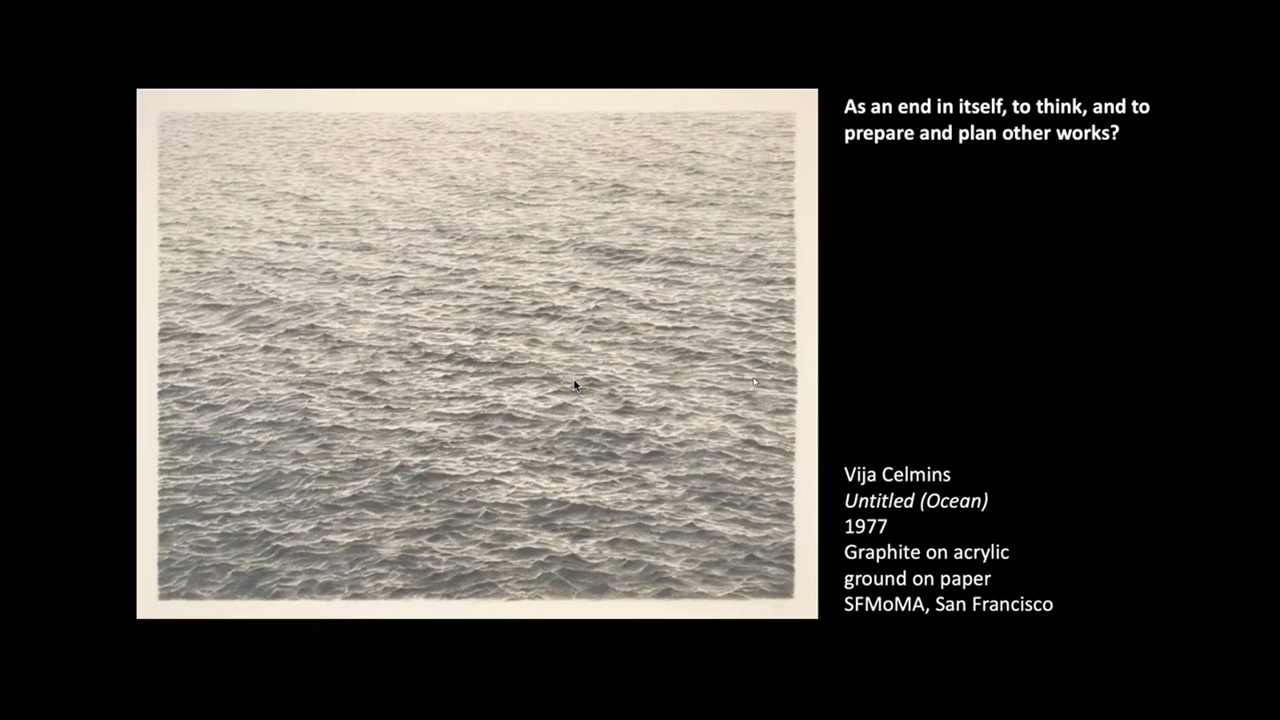 As an end in itself, to think, and to
prepare and plan other works?
Vija Celmins
Untitled (Ocean)
1977
Graphite on acrylic
ground on paper
SFMoMA, San Francisco